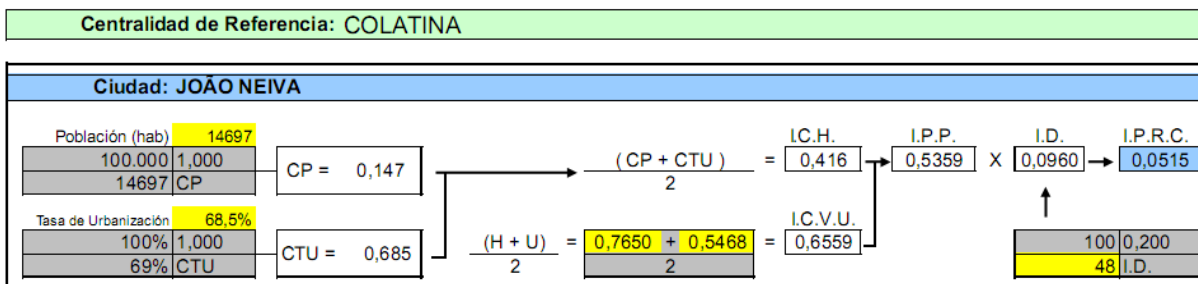 Centralidad de Referencia: COLATINA
Ciudad: JOÃO NEIVA
Población (hab) 14697
100.000 1,000
14697 CP
CP = 0,147
( CP + CTU )
2
=
I.C.H.
0,416
I.P.P.
0,5359
X
I.D.
0,0960
I.P.R.C.
0,0515
Tasa de Urbanización 68,5%
100% 1,000
69% CTU
CTU = 0,685
(H + U)
2
=
0,7650 + 0,5468
2
=
I.C.V.U.
0,6559
100 0,200
48 I.D.